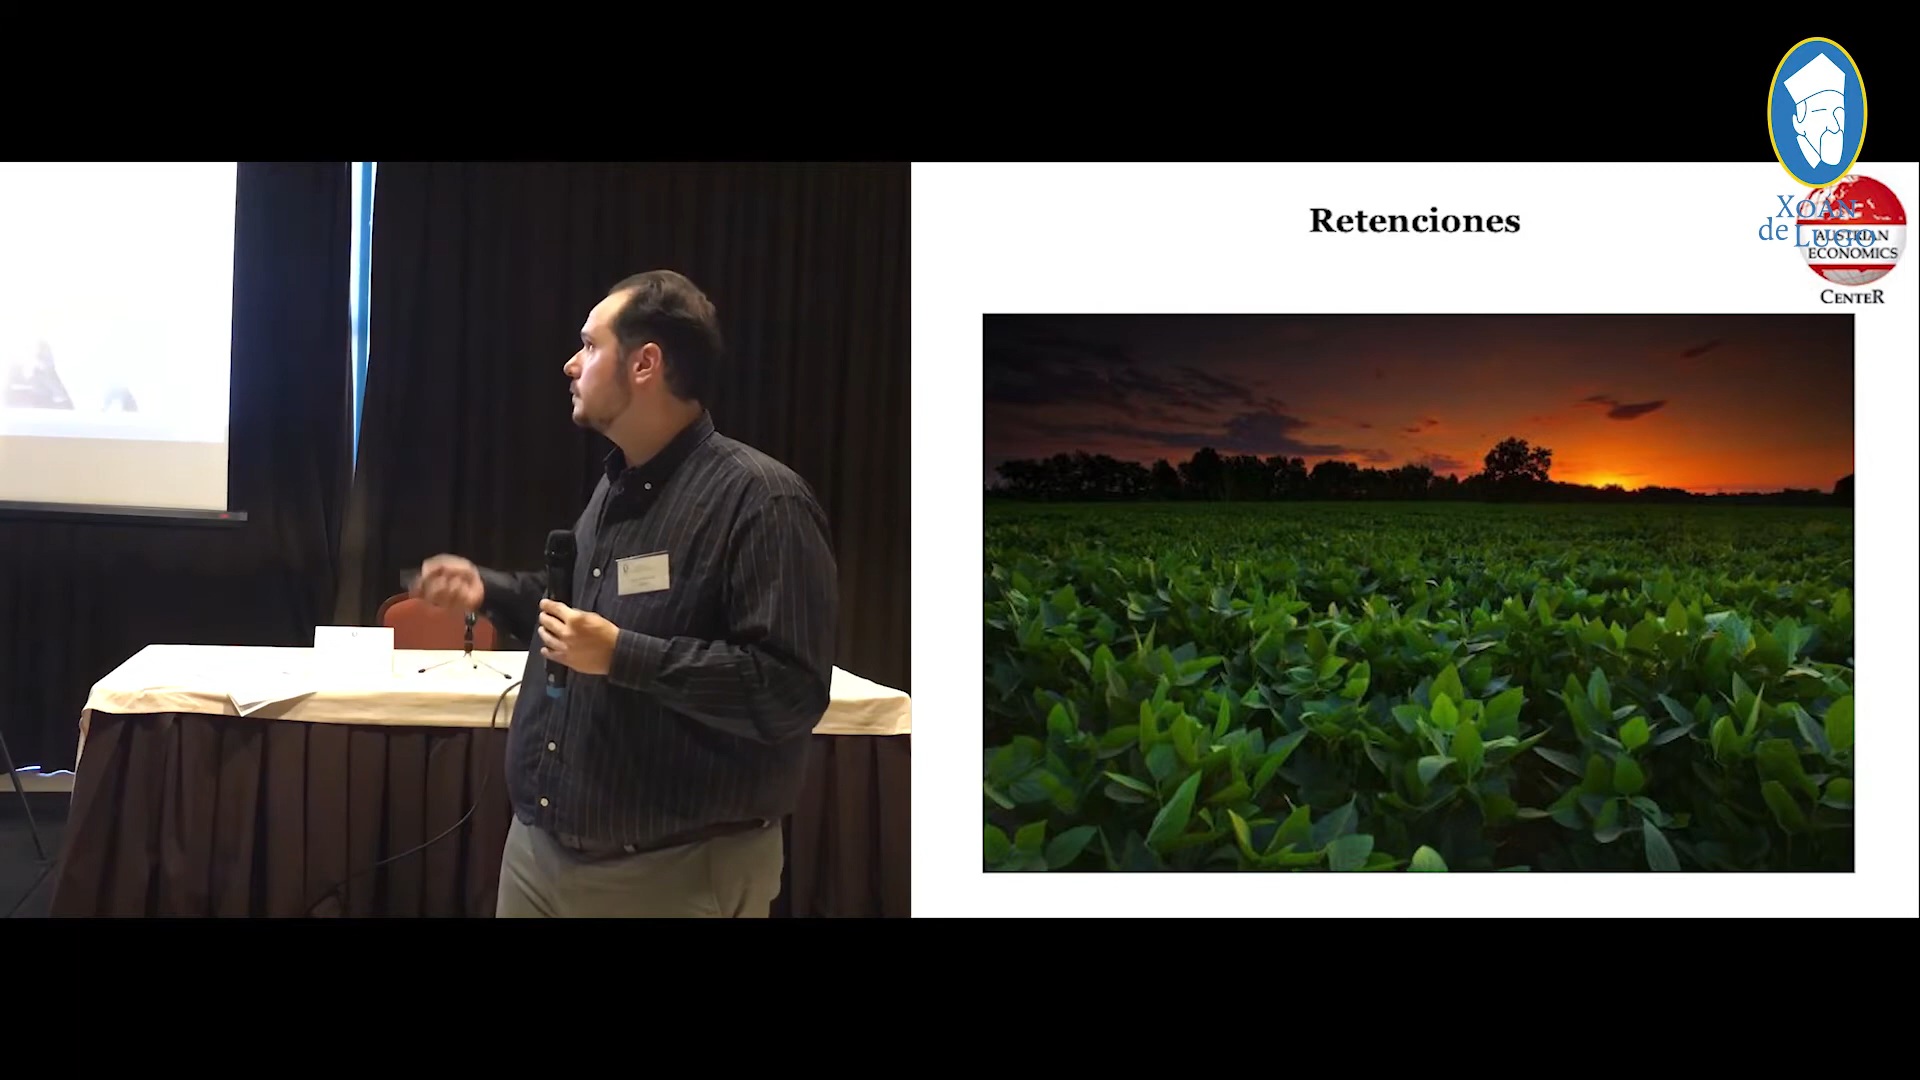 Retenciones
XOAN
de LUGO
AUSTRIAN
ECONOMICS
CENTER